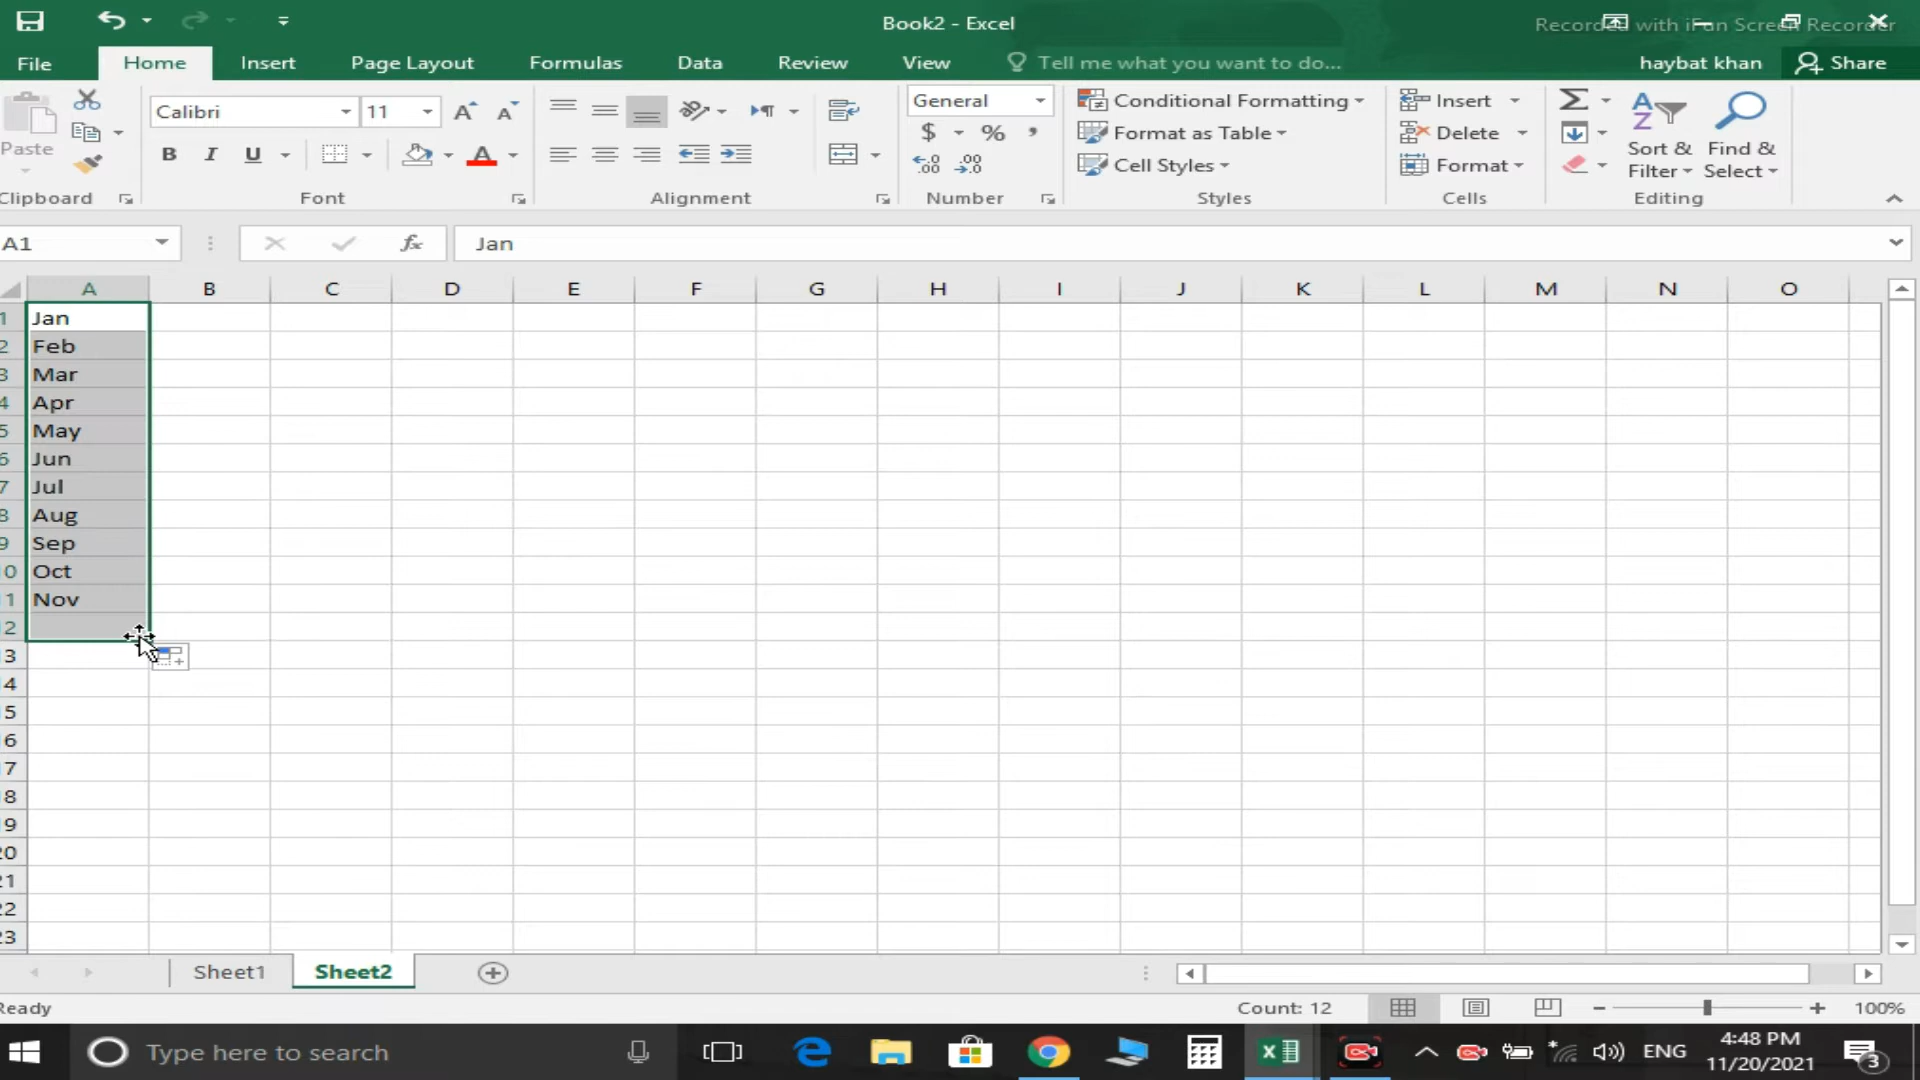 Book2 - Excel
Recorded with iFun Screen Recorder
File Home Insert Page Layout Formulas Data Review View Tell me what you want to do... haybat khan Share
Calibri 11 General Conditional Formatting Insert
$ % Format as Table Delete
Paste B I U A Cell Styles Format Sort & Filter Find & Select
Clipboard Font Alignment Number Styles Cells Editing
A1 fx Jan
A B C D E F G H I J K L M N O
1 Jan
2 Feb
3 Mar
4 Apr
5 May
6 Jun
7 Jul
8 Aug
9 Sep
10 Oct
11 Nov
12
13
14
15
16
17
18
19
20
21
22
23
Sheet1 Sheet2
Ready Count: 12 100%
Type here to search ENG 4:48 PM
11/20/2021 3